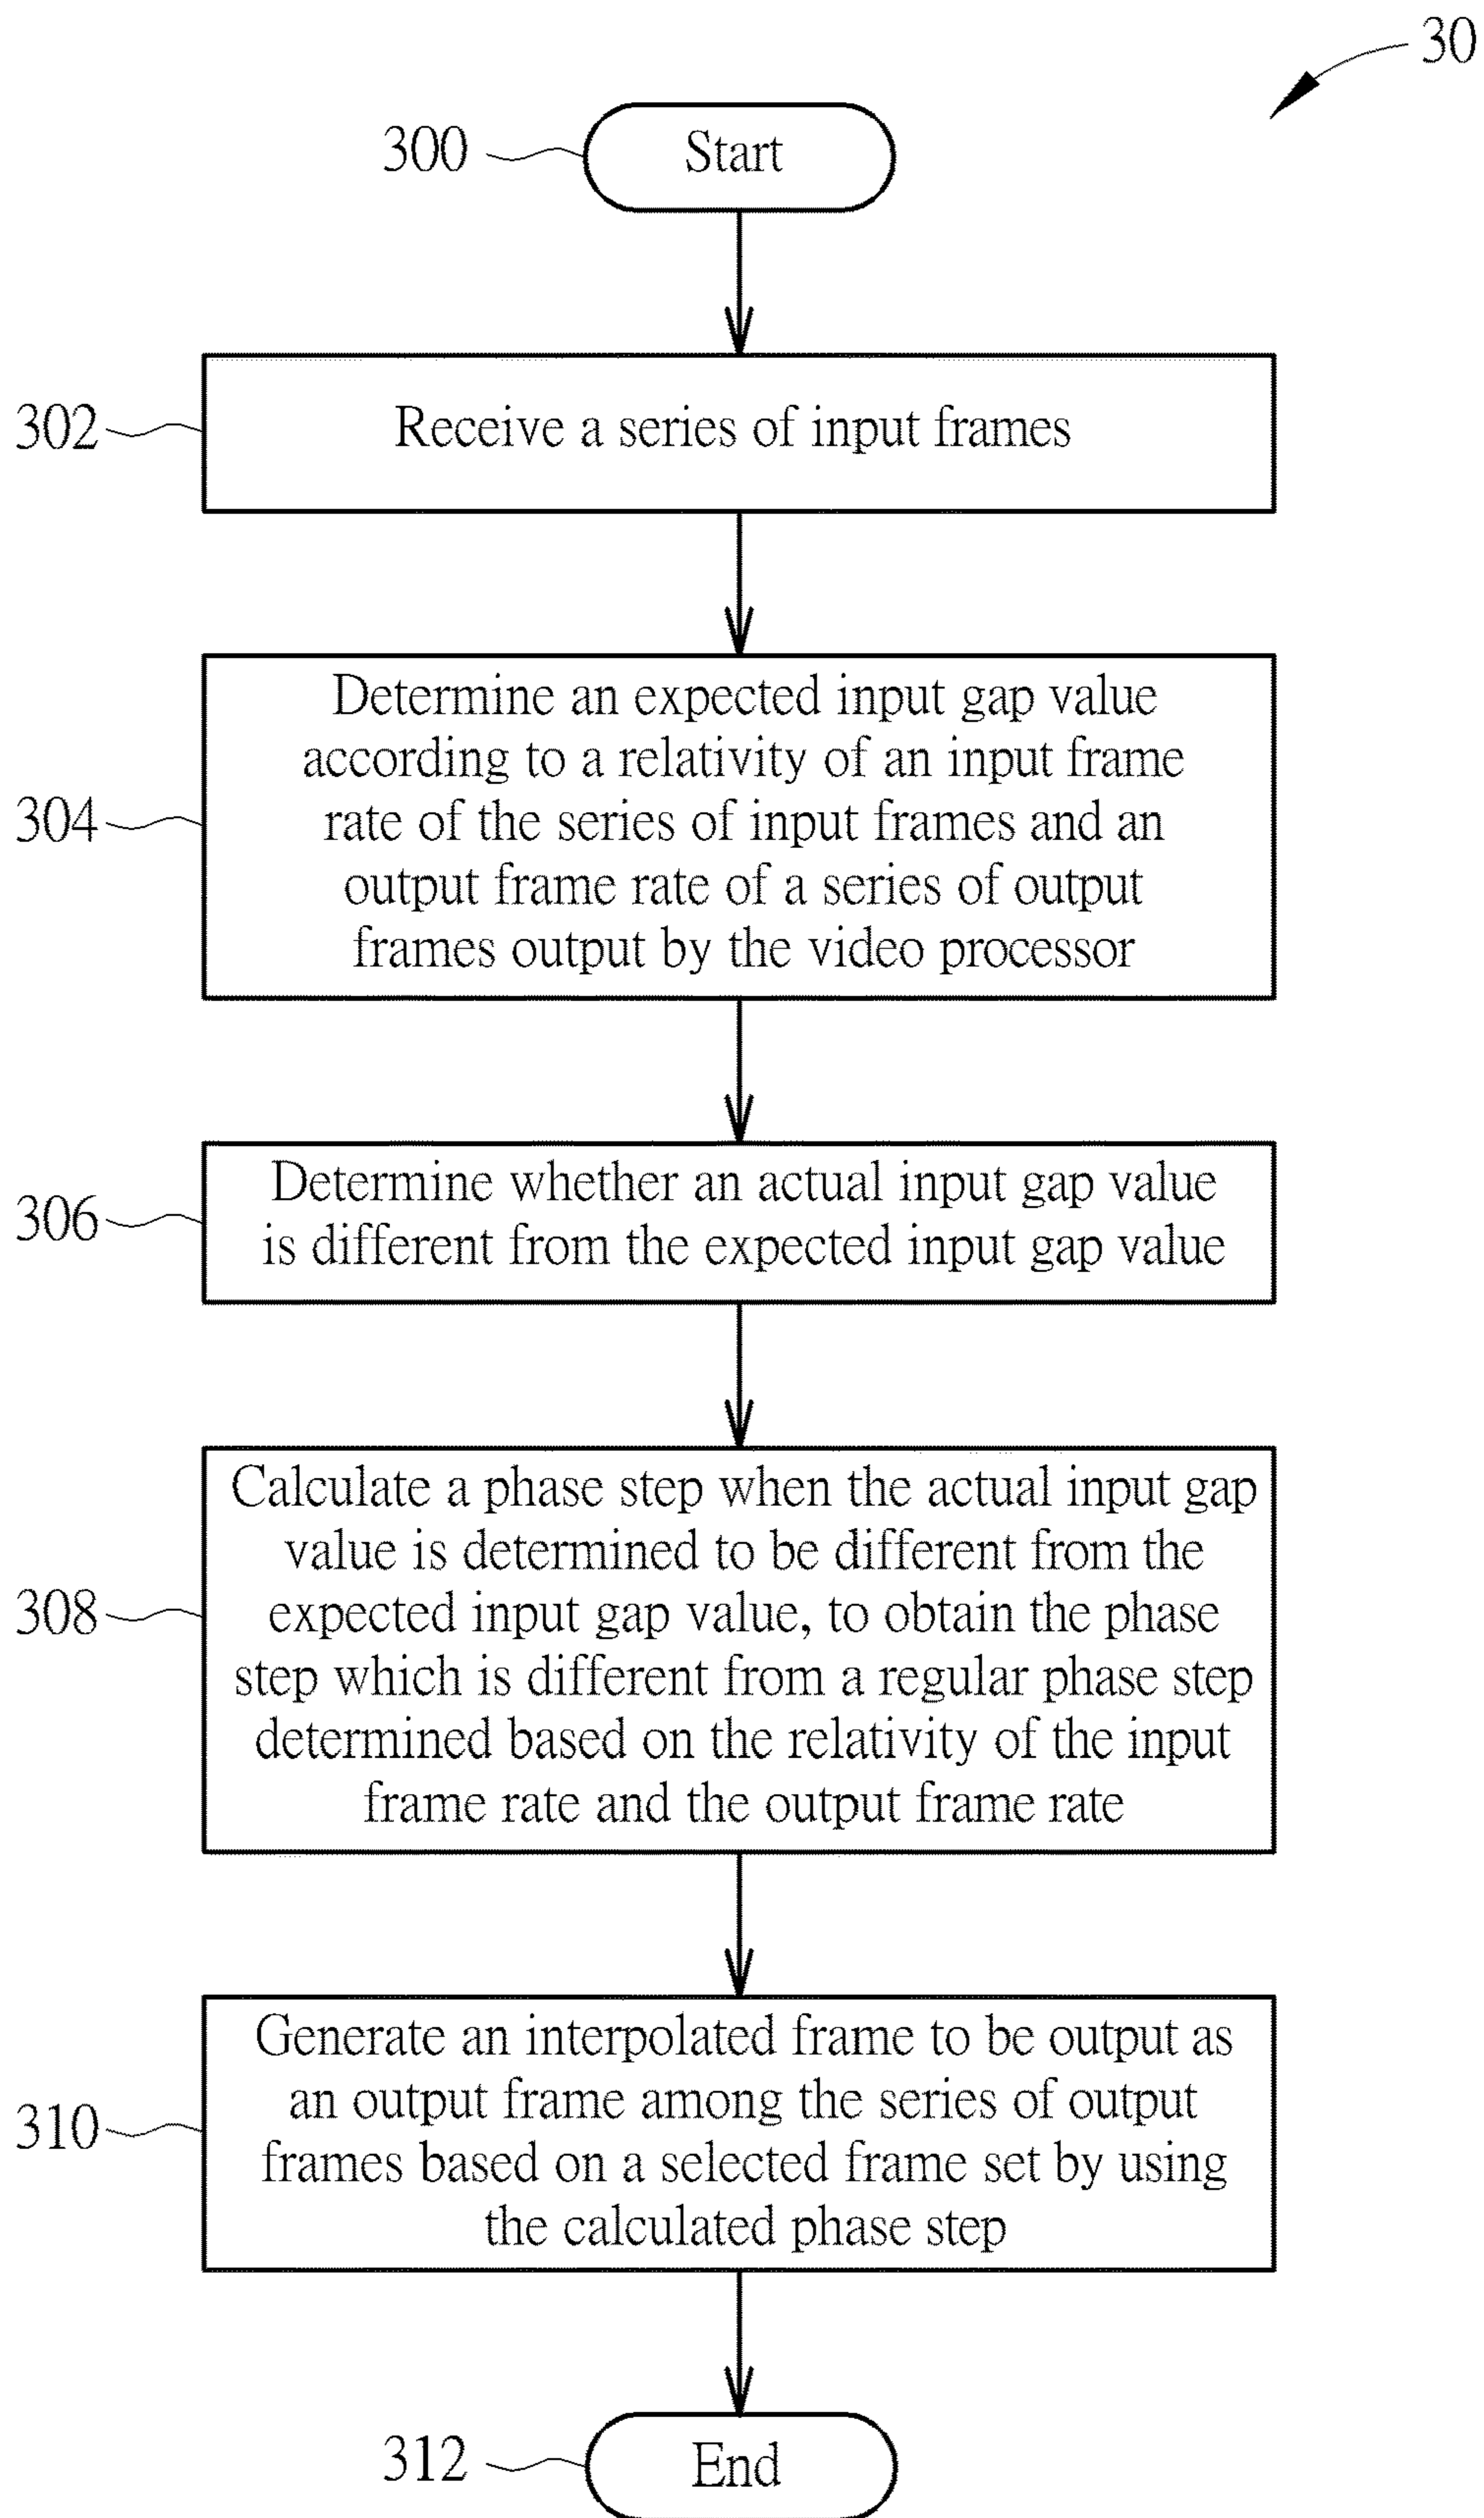 30
300
Start
302
Receive a series of input frames
304
Determine an expected input gap value
according to a relativity of an input frame
rate of the series of input frames and an
output frame rate of a series of output
frames output by the video processor
306
Determine whether an actual input gap value
is different from the expected input gap value
308
Calculate a phase step when the actual input gap
value is determined to be different from the
expected input gap value, to obtain the phase
step which is different from a regular phase step
determined based on the relativity of the input
frame rate and the output frame rate
310
Generate an interpolated frame to be output as
an output frame among the series of output
frames based on a selected frame set by using
the calculated phase step
312
End